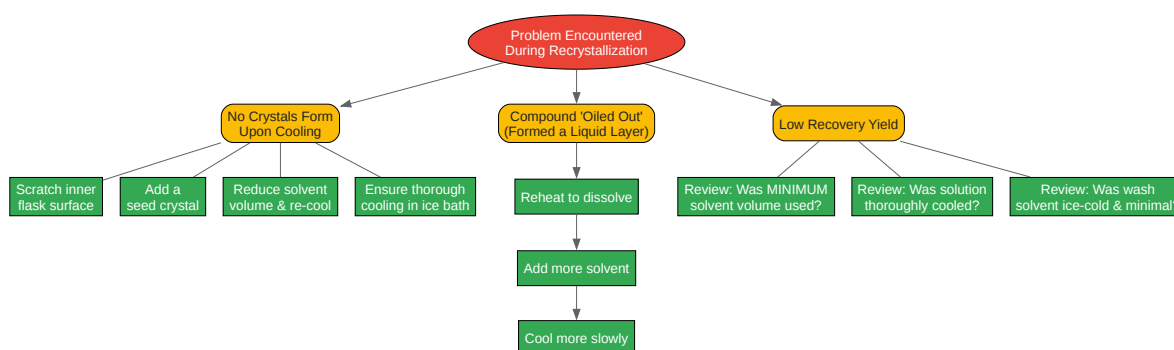 Problem Encountered
During Recrystallization
No Crystals Form
Upon Cooling
Compound 'Oiled Out'
(Formed a Liquid Layer)
Low Recovery Yield
Scratch inner
flask surface
Add a
seed crystal
Reduce solvent
volume & re-cool
Ensure thorough
cooling in ice bath
Reheat to dissolve
Review: Was MINIMUM
solvent volume used?
Review: Was solution
thoroughly cooled?
Review: Was wash
solvent ice-cold & minimal?
Add more solvent
Cool more slowly